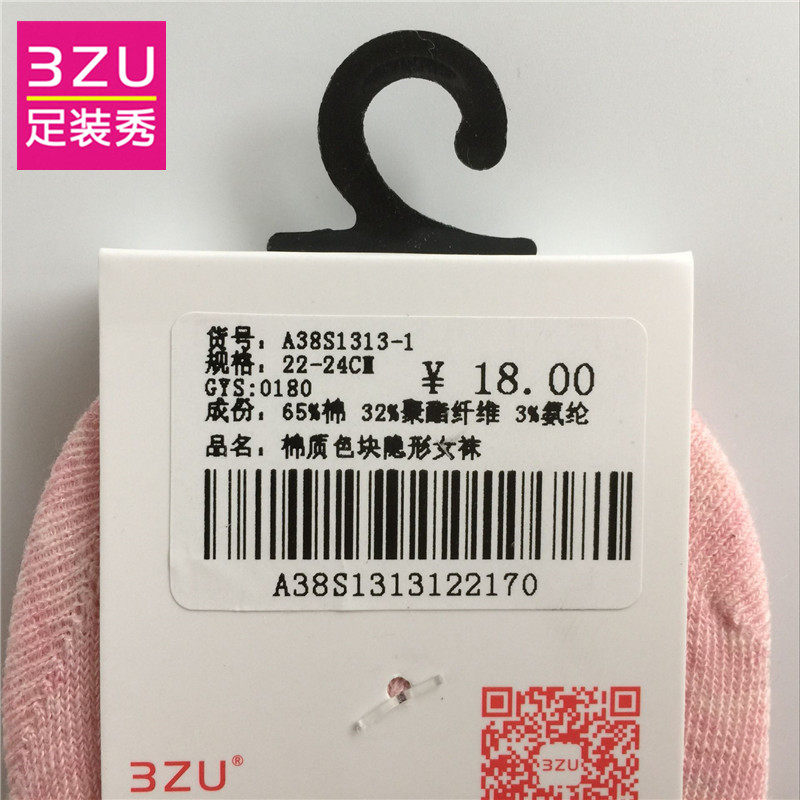 3ZU
足装秀
货号: A38S1313-1
规格: 22-24CM
¥ 18.00
GYS:0180
成份: 65%棉 32%聚酯纤维 3%氨纶
品名: 棉质色块隐形女袜
A38S1313122170
3ZU®
3ZU